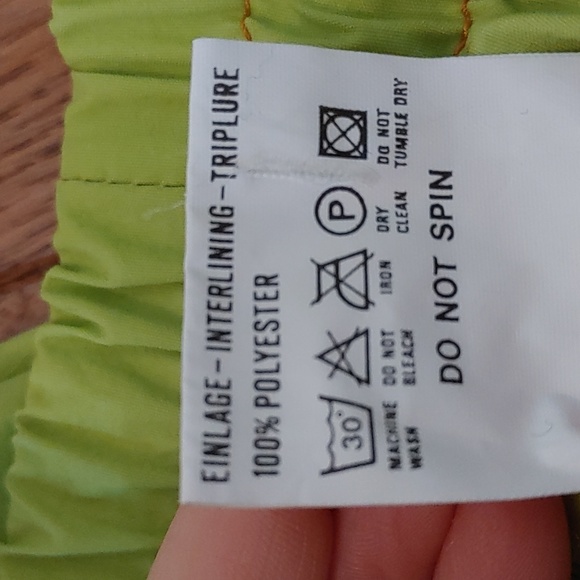 EINLAGE-INTERLINING-TRIPLURE
100% POLYESTER
30°
P
MACHINE WASH
DO NOT BLEACH
IRON
DRY CLEAN
DO NOT TUMBLE DRY
DO NOT SPIN